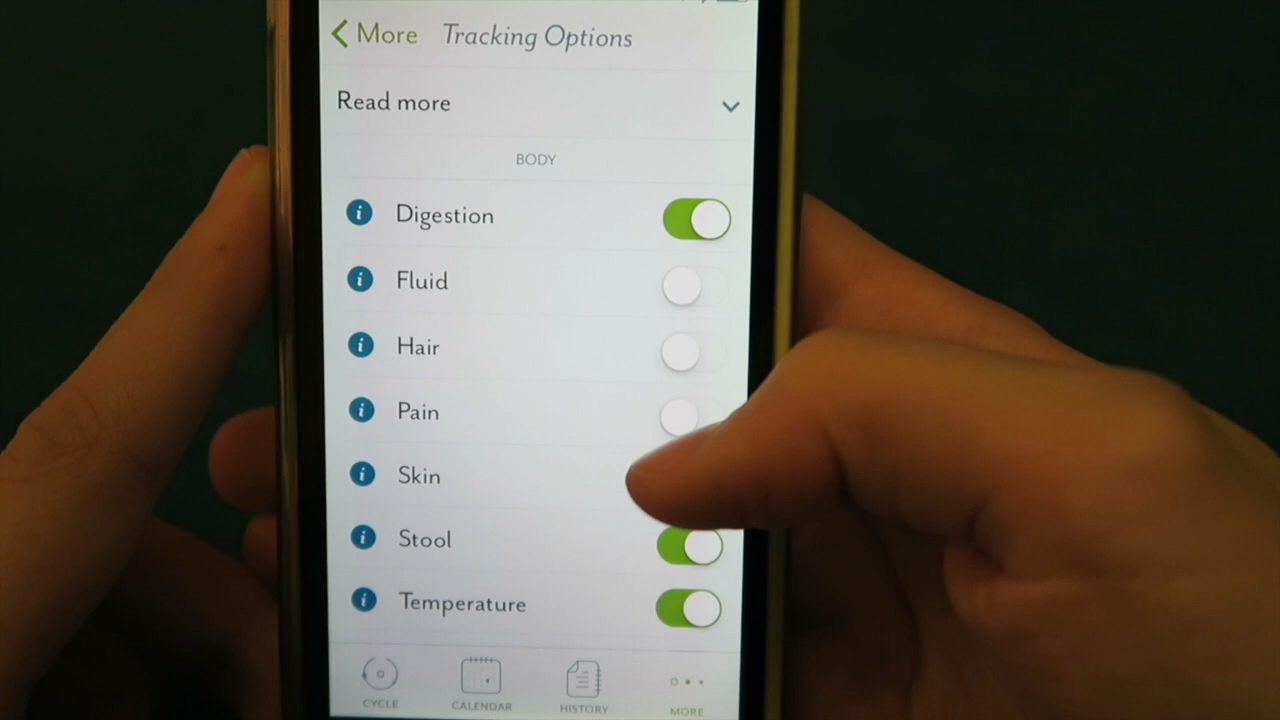 More Tracking Options
Read more
BODY
i Digestion
i Fluid
i Hair
i Pain
i Skin
i Stool
i Temperature
CYCLE CALENDAR HISTORY MORE